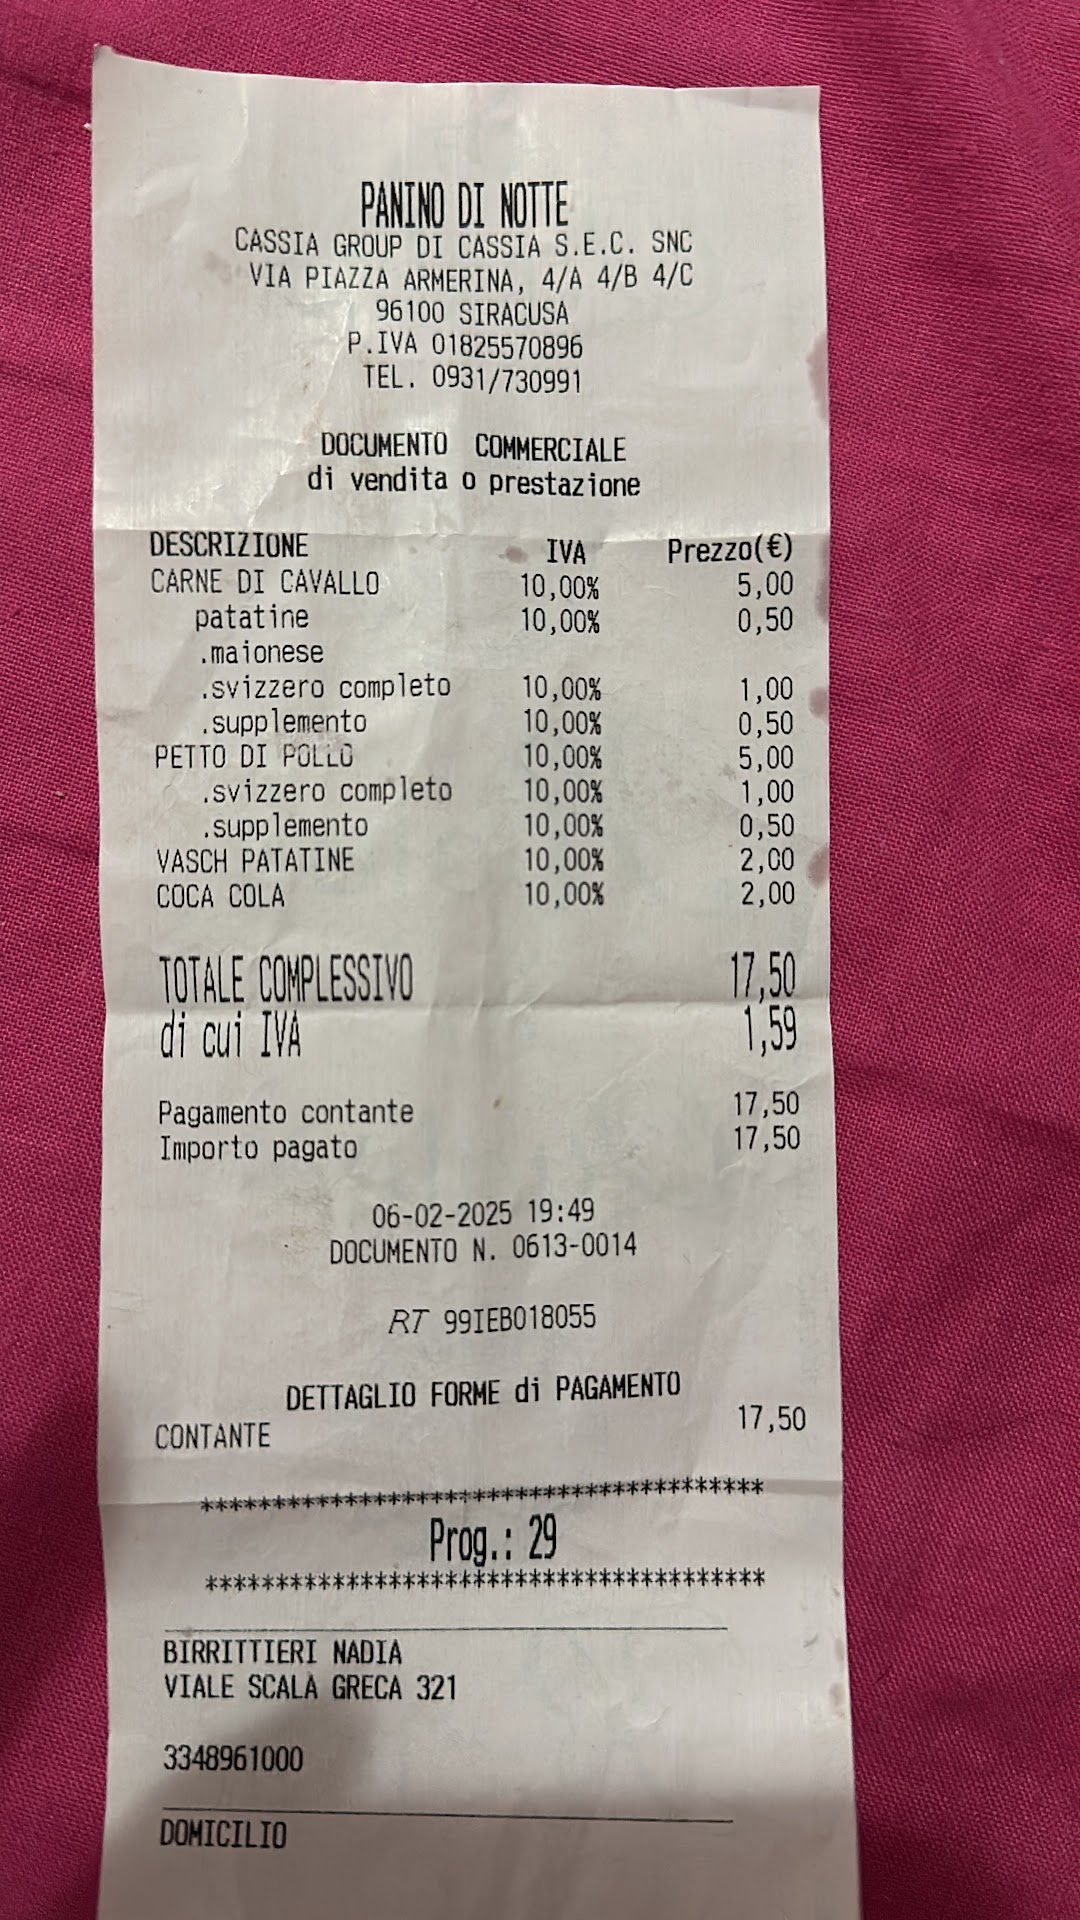 PANINO DI NOTTE
CASSIA GROUP DI CASSIA S.E.C. SNC
VIA PIAZZA ARMERINA, 4/A 4/B 4/C
96100 SIRACUSA
P.IVA 01825570896
TEL. 0931/730991
DOCUMENTO COMMERCIALE
di vendita o prestazione
DESCRIZIONE IVA Prezzo(€)
CARNE DI CAVALLO 10,00% 5,00
patatine 10,00% 0,50
.maionese
.svizzero completo 10,00% 1,00
.supplemento 10,00% 0,50
PETTO DI POLLO 10,00% 5,00
.svizzero completo 10,00% 1,00
.supplemento 10,00% 0,50
VASCH PATATINE 10,00% 2,00
COCA COLA 10,00% 2,00
TOTALE COMPLESSIVO 17,50
di cui IVA 1,59
Pagamento contante 17,50
Importo pagato 17,50
06-02-2025 19:49
DOCUMENTO N. 0613-0014
RT 99IEB018055
DETTAGLIO FORME di PAGAMENTO
CONTANTE 17,50
***************************************
Prog.: 29
***************************************
BIRRITTIERI NADIA
VIALE SCALA GRECA 321
3348961000
DOMICILIO